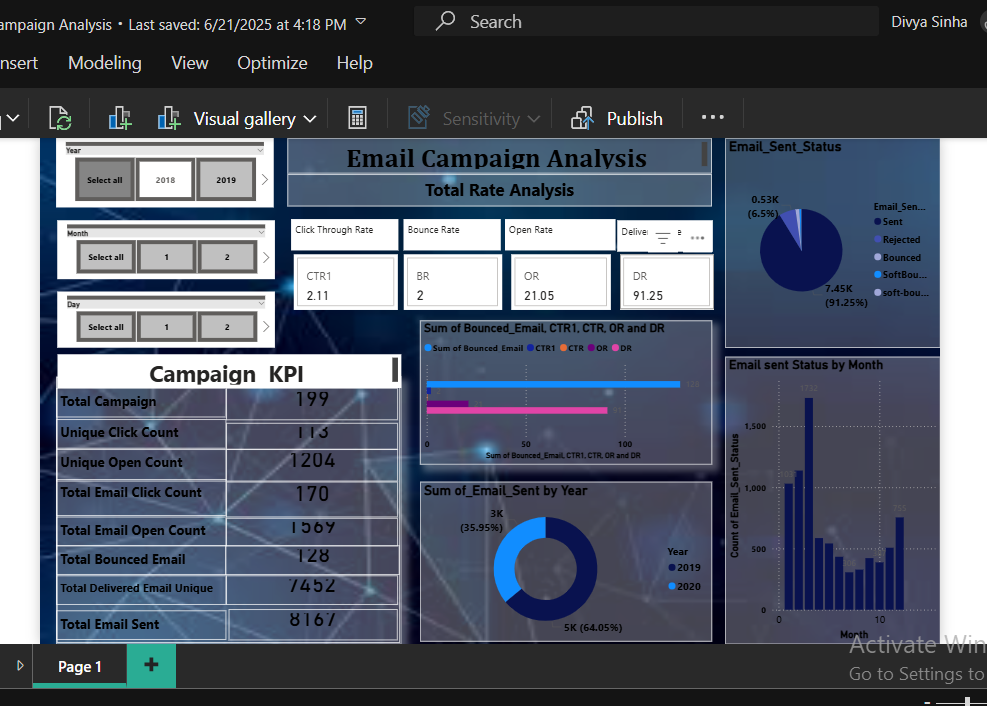 ampaign Analysis • Last saved: 6/21/2025 at 4:18 PM
Search
Divya Sinha
nsert Modeling View Optimize Help
Visual gallery
Sensitivity
Publish
...
Year
Select all 2018 2019
Month
Select all 1 2
Day
Select all 1 2
Email Campaign Analysis
Total Rate Analysis
Click Through Rate
Bounce Rate
Open Rate
CTR1
2.11
BR
2
OR
21.05
DR
91.25
Campaign KPI
Total Campaign 199
Unique Click Count 113
Unique Open Count 1204
Total Email Click Count 170
Total Email Open Count 1569
Total Bounced Email 128
Total Delivered Email Unique 7452
Total Email Sent 8167
Sum of Bounced_Email, CTR1, CTR, OR and DR
Sum of Bounced_Email CTR1 CTR OR DR
128
91
0 50 100
Sum of Bounced_Email, CTR1, CTR, OR and DR
Sum of_Email_Sent by Year
3K
(35.95%)
5K (64.05%)
Year
2019
2020
Email_Sent_Status
0.53K
(6.5%)
7.45K
(91.25%)
Email_Sen...
Sent
Rejected
Bounced
SoftBou...
soft-bou...
Email sent Status by Month
Count of Email_Sent_Status
1732
755
1,500
1,000
500
0
0 10
Month
Activate Win
Go to Settings to
Page 1
+